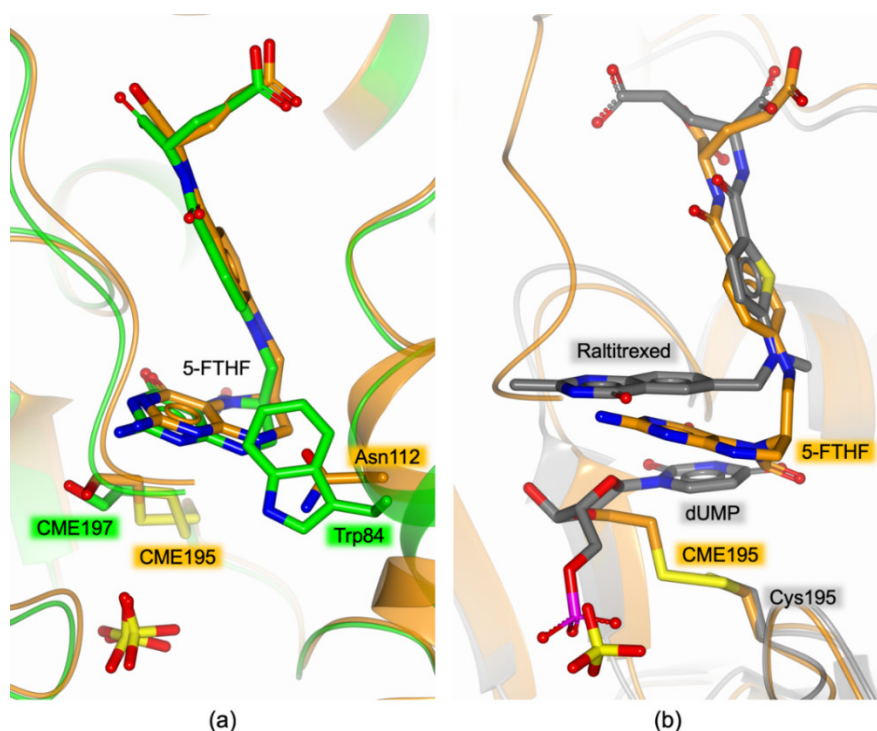 5-FTHF
Asn112
CME197
Trp84
CME195
(a)
Raltitrexed
5-FTHF
dUMP
CME195
Cys195
(b)